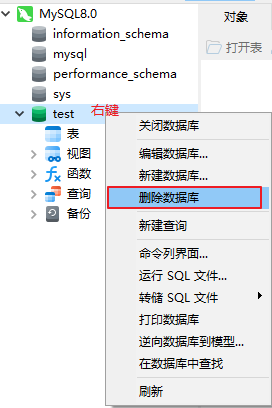 MySQL8.0
对象
information_schema
打开表
mysql
performance_schema
sys
test
右键
表
视图
函数
查询
备份
关闭数据库
编辑数据库...
新建数据库...
删除数据库
新建查询
命令列界面...
运行 SQL 文件...
转储 SQL 文件
打印数据库
逆向数据库到模型...
在数据库中查找
刷新